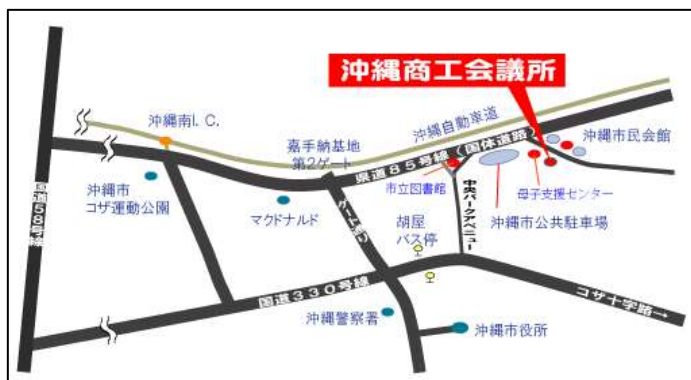 沖縄商工会議所
沖縄南I. C.
沖縄自動車道
嘉手納基地
第2ゲート
県道85号線（国体道路）
沖縄市民会館
国道58号線
沖縄市
コザ運動公園
マクドナルド
ゲート通り
市立図書館
中央パークアベニュー
母子支援センター
沖縄市公共駐車場
胡屋
バス停
国道330号線
コザ十字路→
沖縄警察署
沖縄市役所